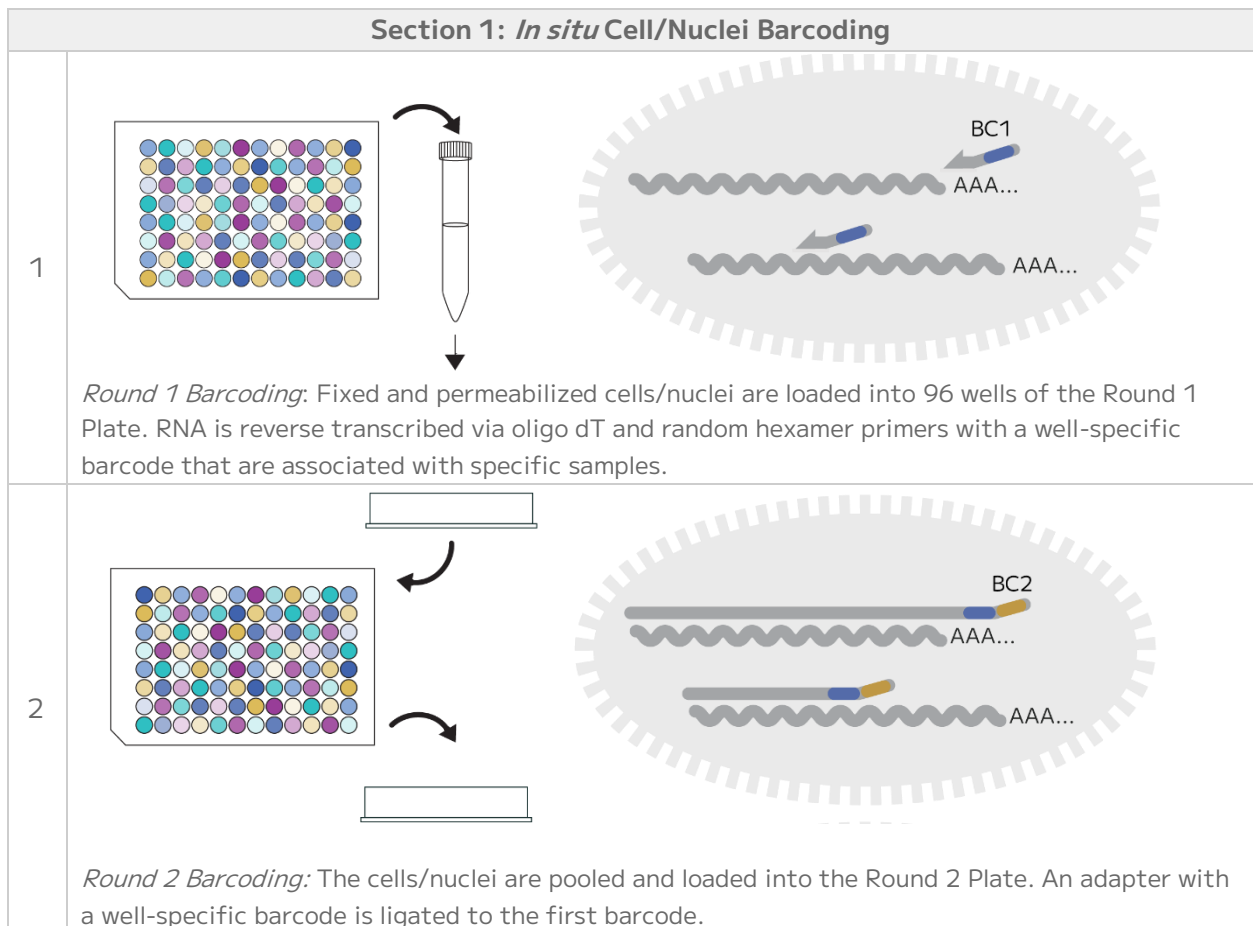 Section 1: In situ Cell/Nuclei Barcoding
1
BC1
AAA...
AAA...
Round 1 Barcoding: Fixed and permeabilized cells/nuclei are loaded into 96 wells of the Round 1
Plate. RNA is reverse transcribed via oligo dT and random hexamer primers with a well-specific
barcode that are associated with specific samples.
2
BC2
AAA...
AAA...
Round 2 Barcoding: The cells/nuclei are pooled and loaded into the Round 2 Plate. An adapter with
a well-specific barcode is ligated to the first barcode.